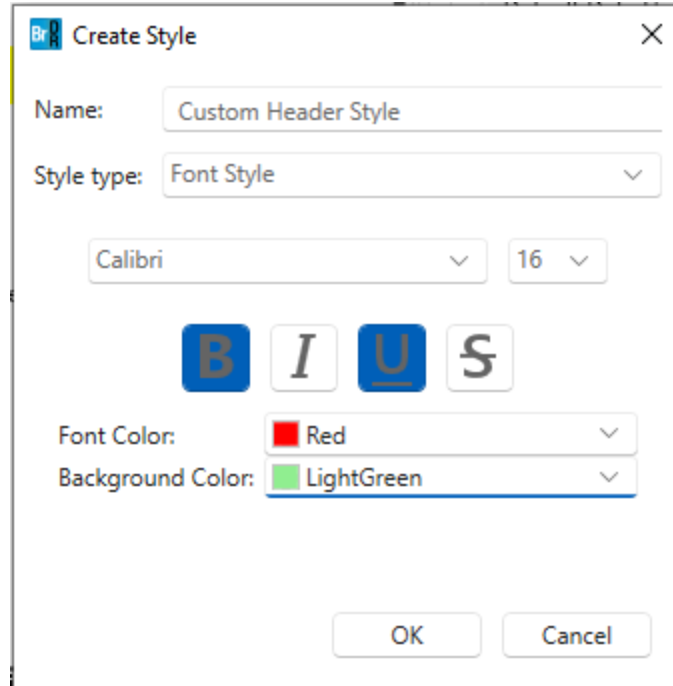 Br DR Create Style
Name: Custom Header Style
Style type: Font Style
Calibri 16
B I U S
Font Color: Red
Background Color: LightGreen
OK Cancel